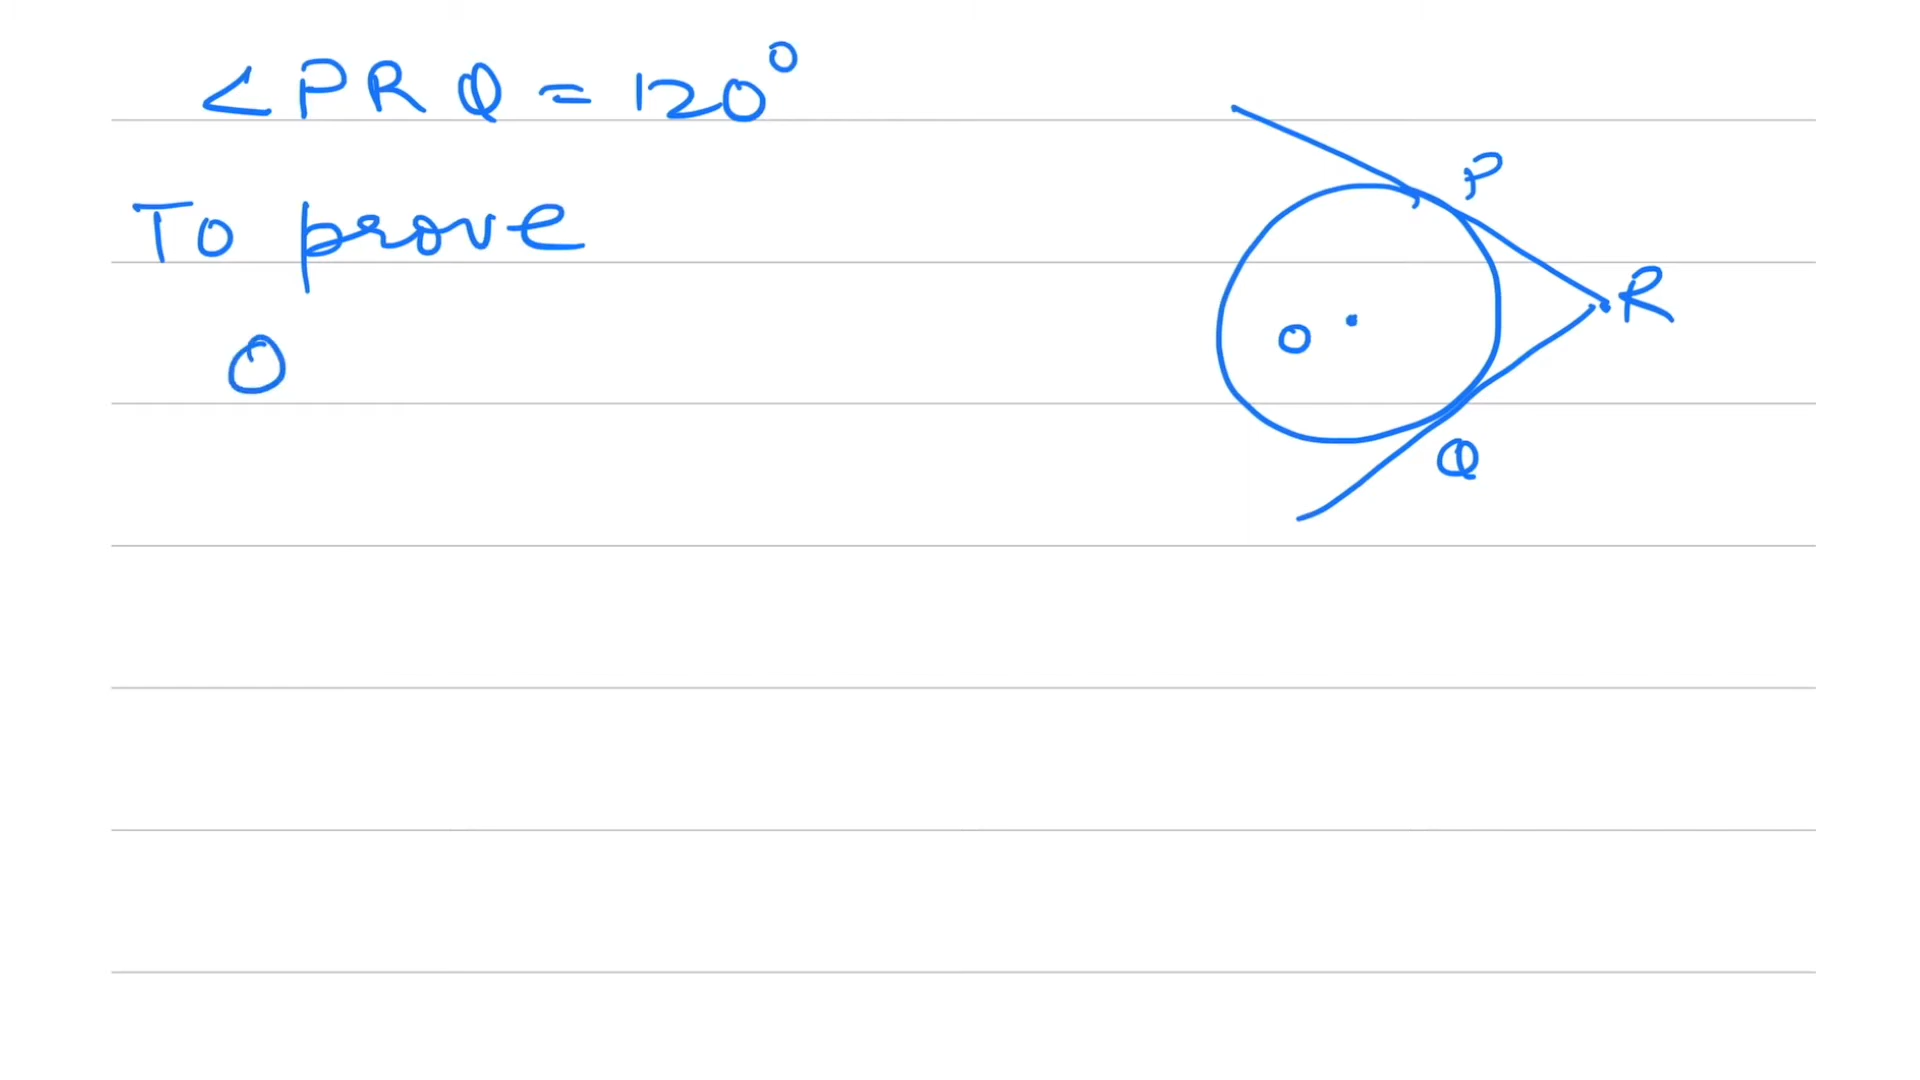 ∠PRQ = 120°
To prove
O
P
R
O
Q